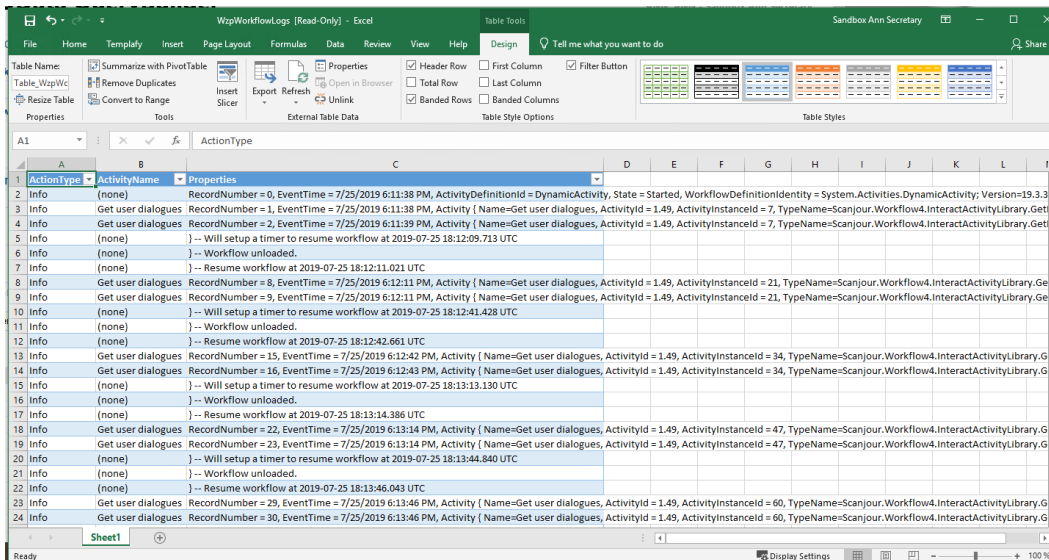 WzpWorkflowLogs [Read-Only] - Excel
Table Tools
Sandbox Ann Secretary
File Home Templafy Insert Page Layout Formulas Data Review View Help Design Tell me what you want to do Share
Table Name:
Table_WzpWc
Resize Table
Properties
Summarize with PivotTable
Remove Duplicates
Convert to Range
Tools
Insert
Slicer
Export
Refresh
Properties
Open in Browser
Unlink
External Table Data
Header Row First Column Filter Button
Total Row Last Column
Banded Rows Banded Columns
Table Style Options
Table Styles
A1 fx ActionType
A B C D E F G H I J K L
1 ActionType ActivityName Properties
2 Info (none) RecordNumber = 0, EventTime = 7/25/2019 6:11:38 PM, ActivityDefinitionId = DynamicActivity, State = Started, WorkflowDefinitionIdentity = System.Activities.DynamicActivity; Version=19.3.3
3 Info Get user dialogues RecordNumber = 1, EventTime = 7/25/2019 6:11:38 PM, Activity { Name=Get user dialogues, ActivityId = 1.49, ActivityInstanceId = 7, TypeName=Scanjour.Workflow4.InteractActivityLibrary.Get
4 Info Get user dialogues RecordNumber = 2, EventTime = 7/25/2019 6:11:39 PM, Activity { Name=Get user dialogues, ActivityId = 1.49, ActivityInstanceId = 7, TypeName=Scanjour.Workflow4.InteractActivityLibrary.Get
5 Info (none) } -- Will setup a timer to resume workflow at 2019-07-25 18:12:09.713 UTC
6 Info (none) } -- Workflow unloaded.
7 Info (none) } -- Resume workflow at 2019-07-25 18:12:11.021 UTC
8 Info Get user dialogues RecordNumber = 8, EventTime = 7/25/2019 6:12:11 PM, Activity { Name=Get user dialogues, ActivityId = 1.49, ActivityInstanceId = 21, TypeName=Scanjour.Workflow4.InteractActivityLibrary.Ge
9 Info Get user dialogues RecordNumber = 9, EventTime = 7/25/2019 6:12:11 PM, Activity { Name=Get user dialogues, ActivityId = 1.49, ActivityInstanceId = 21, TypeName=Scanjour.Workflow4.InteractActivityLibrary.Ge
10 Info (none) } -- Will setup a timer to resume workflow at 2019-07-25 18:12:41.428 UTC
11 Info (none) } -- Workflow unloaded.
12 Info (none) } -- Resume workflow at 2019-07-25 18:12:42.661 UTC
13 Info Get user dialogues RecordNumber = 15, EventTime = 7/25/2019 6:12:42 PM, Activity { Name=Get user dialogues, ActivityId = 1.49, ActivityInstanceId = 34, TypeName=Scanjour.Workflow4.InteractActivityLibrary.G
14 Info Get user dialogues RecordNumber = 16, EventTime = 7/25/2019 6:12:43 PM, Activity { Name=Get user dialogues, ActivityId = 1.49, ActivityInstanceId = 34, TypeName=Scanjour.Workflow4.InteractActivityLibrary.G
15 Info (none) } -- Will setup a timer to resume workflow at 2019-07-25 18:13:13.130 UTC
16 Info (none) } -- Workflow unloaded.
17 Info (none) } -- Resume workflow at 2019-07-25 18:13:14.386 UTC
18 Info Get user dialogues RecordNumber = 22, EventTime = 7/25/2019 6:13:14 PM, Activity { Name=Get user dialogues, ActivityId = 1.49, ActivityInstanceId = 47, TypeName=Scanjour.Workflow4.InteractActivityLibrary.G
19 Info Get user dialogues RecordNumber = 23, EventTime = 7/25/2019 6:13:14 PM, Activity { Name=Get user dialogues, ActivityId = 1.49, ActivityInstanceId = 47, TypeName=Scanjour.Workflow4.InteractActivityLibrary.G
20 Info (none) } -- Will setup a timer to resume workflow at 2019-07-25 18:13:44.840 UTC
21 Info (none) } -- Workflow unloaded.
22 Info (none) } -- Resume workflow at 2019-07-25 18:13:46.043 UTC
23 Info Get user dialogues RecordNumber = 29, EventTime = 7/25/2019 6:13:46 PM, Activity { Name=Get user dialogues, ActivityId = 1.49, ActivityInstanceId = 60, TypeName=Scanjour.Workflow4.InteractActivityLibrary.G
24 Info Get user dialogues RecordNumber = 30, EventTime = 7/25/2019 6:13:46 PM, Activity { Name=Get user dialogues, ActivityId = 1.49, ActivityInstanceId = 60, TypeName=Scanjour.Workflow4.InteractActivityLibrary.G
Sheet1
Ready Display Settings 100 %